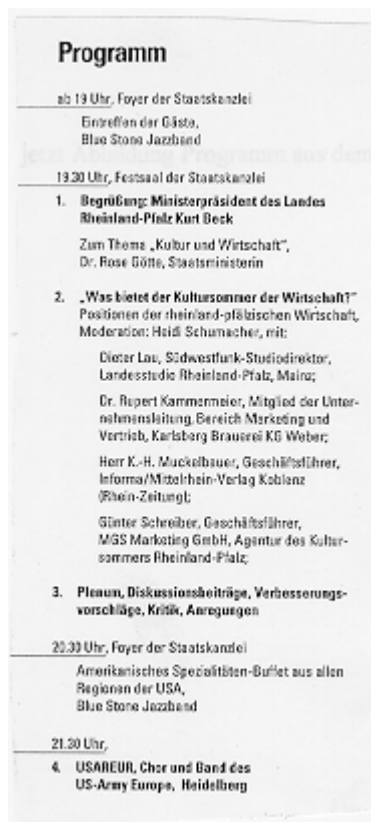 Programm
ab 19 Uhr, Foyer der Staatskanzlei
Eintreffen der Gäste,
Blue Stone Jazzband
19.30 Uhr, Festsaal der Staatskanzlei
1. Begrüßung: Ministerpräsident des Landes
Rheinland-Pfalz Kurt Beck
Zum Thema „Kultur und Wirtschaft",
Dr. Rose Götte, Staatsministerin
2. „Was bietet der Kultursommer der Wirtschaft?"
Positionen der rheinland-pfälzischen Wirtschaft,
Moderation: Heidi Schumacher, mit:
Dieter Lau, Südwestfunk-Studiodirektor,
Landesstudio Rheinland-Pfalz, Mainz;
Dr. Rupert Kammermeier, Mitglied der Unter-
nehmensleitung, Bereich Marketing und
Vertrieb, Karlsberg Brauerei KG Weber;
Herr K.-H. Muckelbauer, Geschäftsführer,
Informa/Mittelrhein-Verlag Koblenz
(Rhein-Zeitung);
Günter Schreiber, Geschäftsführer,
MGS Marketing GmbH, Agentur des Kultur-
sommers Rheinland-Pfalz;
3. Plenum, Diskussionsbeiträge, Verbesserungs-
vorschläge, Kritik, Anregungen
20.30 Uhr, Foyer der Staatskanzlei
Amerikanisches Spezialitäten-Buffet aus allen
Regionen der USA,
Blue Stone Jazzband
21.30 Uhr,
4. USAREUR, Chor und Band des
US-Army Europe, Heidelberg